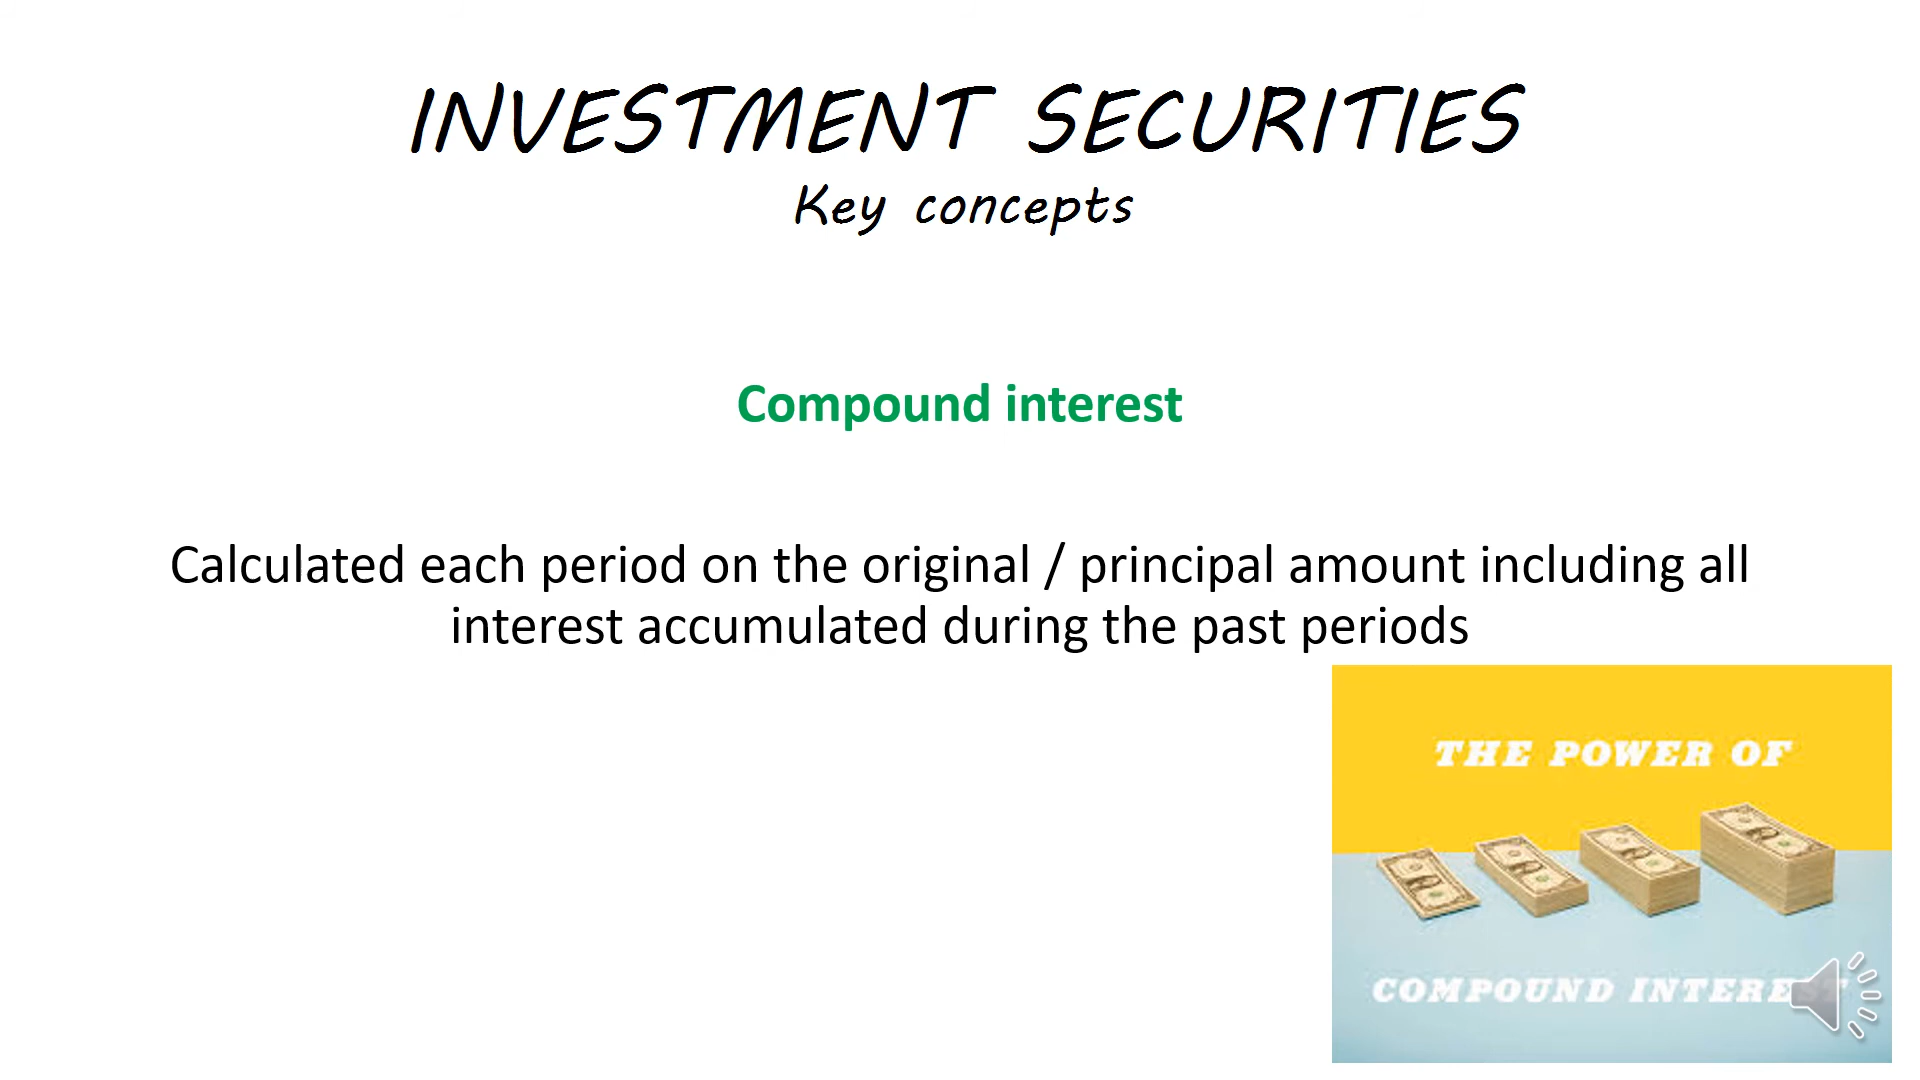 INVESTMENT SECURITIES
Key concepts
Compound interest
Calculated each period on the original / principal amount including all
interest accumulated during the past periods
THE POWER OF
COMPOUND INTEREST